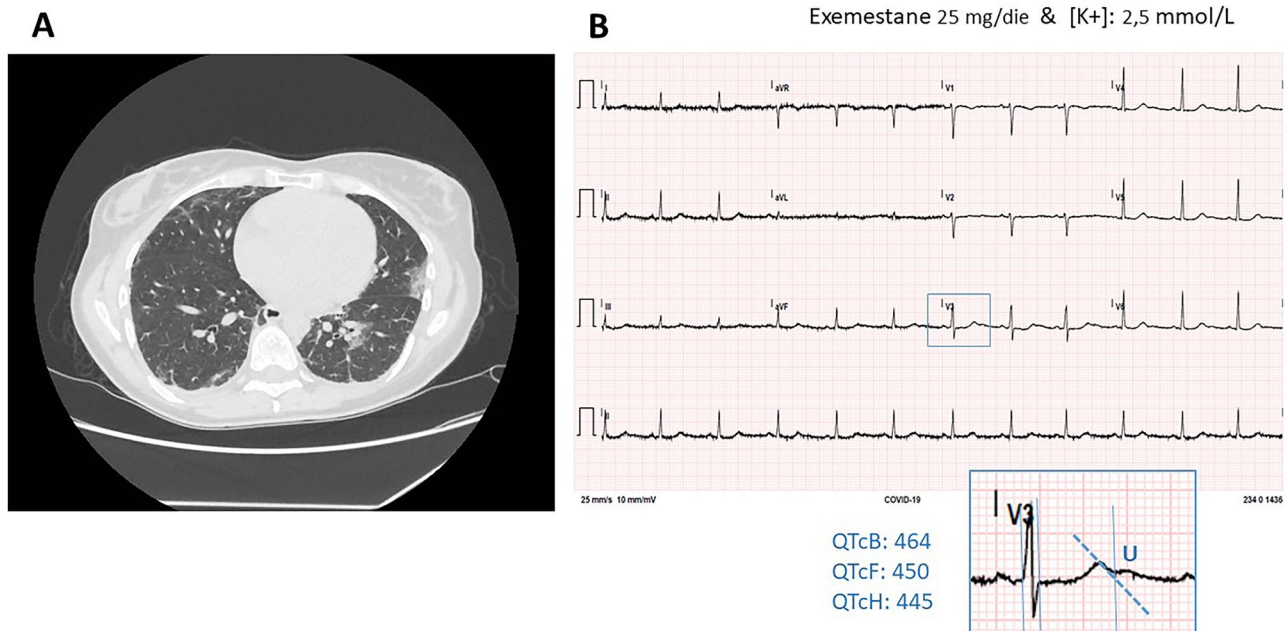 A
B
Exemestane 25 mg/die & [K+]: 2,5 mmol/L
I
aVR
V1
V4
II
aVL
V2
V5
III
aVF
V3
V6
II
25 mm/s 10 mm/mV
COVID-19
234 0 1436
QTcB: 464
QTcF: 450
QTcH: 445
V3
U